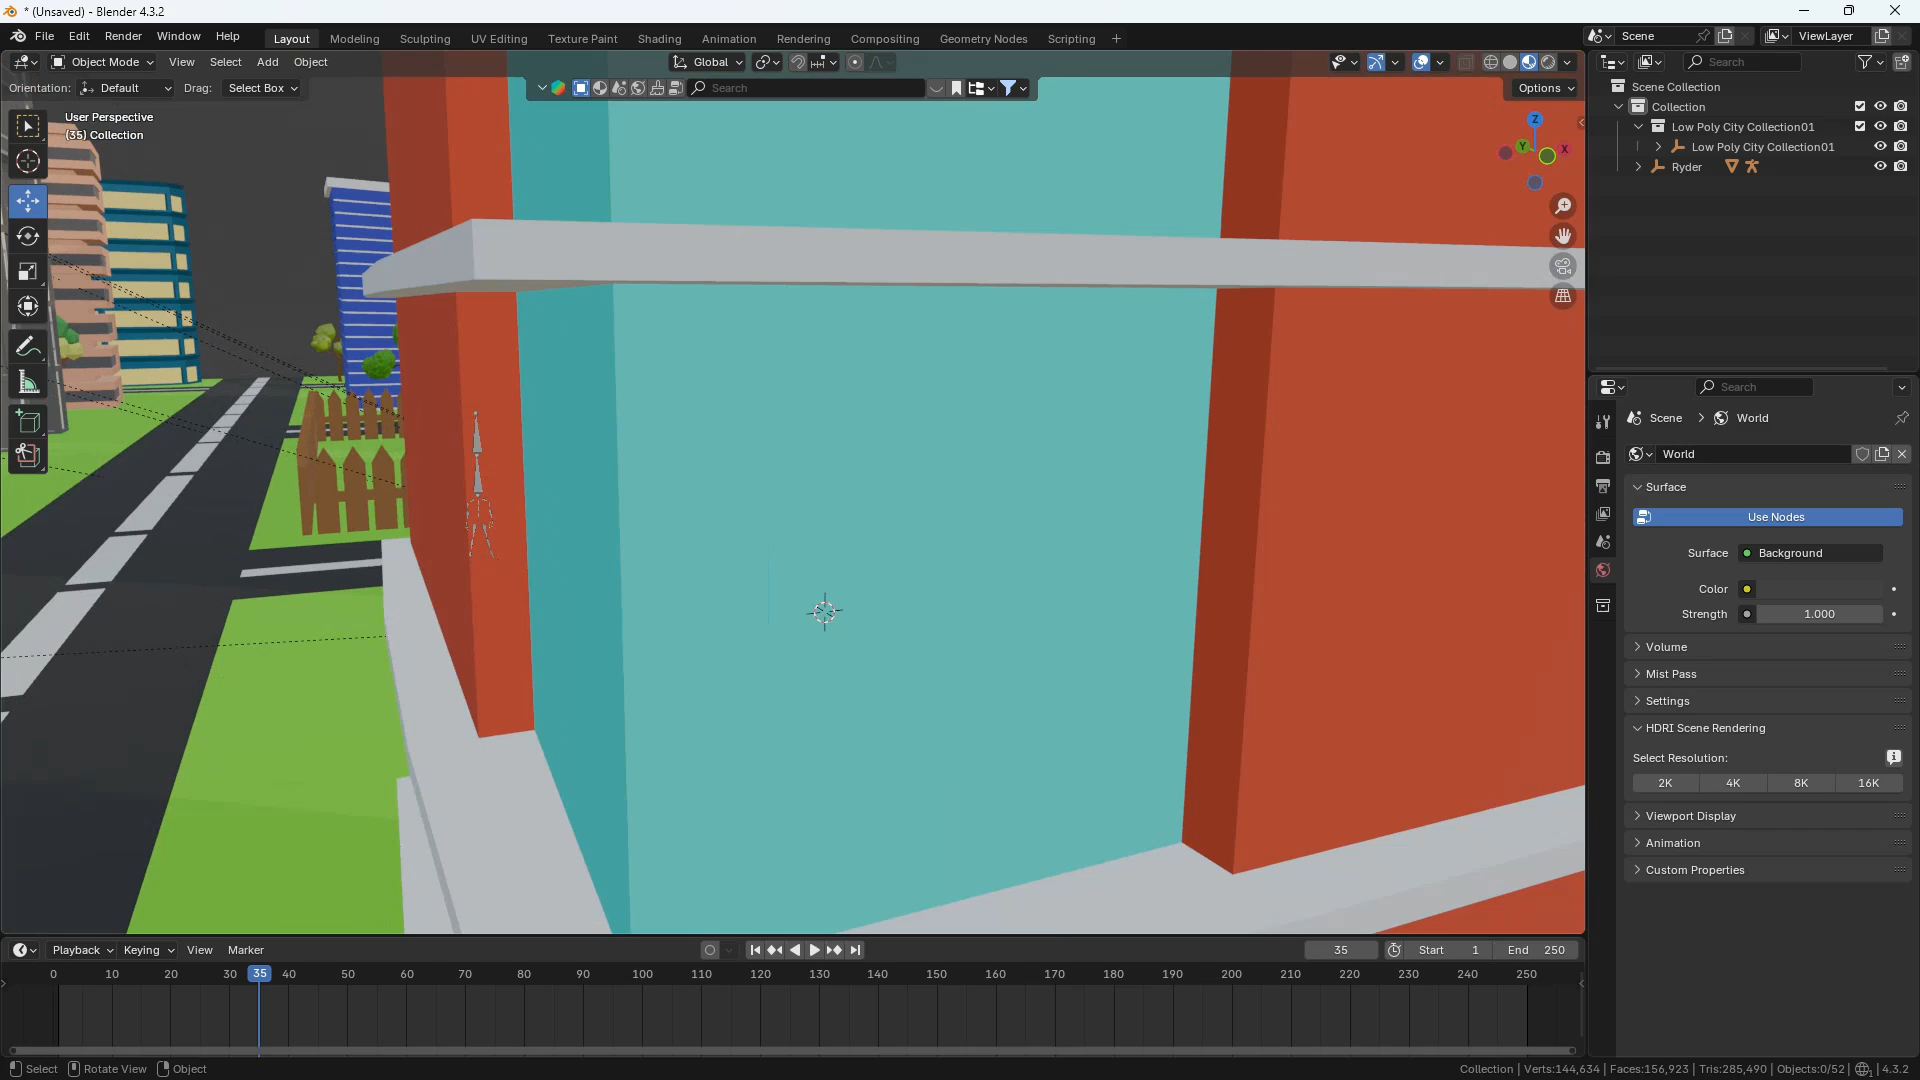 * (Unsaved) - Blender 4.3.2
File Edit Render Window Help Layout Modeling Sculpting UV Editing Texture Paint Shading Animation Rendering Compositing Geometry Nodes Scripting + Scene ViewLayer
Object Mode View Select Add Object Global Search
Orientation: Default Drag: Select Box Search Options
User Perspective
(35) Collection
Z
Y
X
Scene Collection
Collection
Low Poly City Collection01
Low Poly City Collection01
Ryder
Search
Scene > World
World
Surface
Use Nodes
Surface Background
Color
Strength 1.000
Volume
Mist Pass
Settings
HDRI Scene Rendering
Select Resolution:
2K 4K 8K 16K
Viewport Display
Animation
Custom Properties
Playback Keying View Marker 35 Start 1 End 250
0 10 20 30 35 40 50 60 70 80 90 100 110 120 130 140 150 160 170 180 190 200 210 220 230 240 250
Select Rotate View Object Collection | Verts:144,634 | Faces:156,923 | Tris:285,490 | Objects:0/52 | 1 | 4.3.2